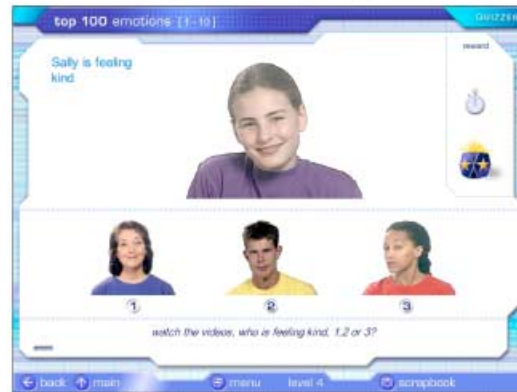 top 100 emotions [1-10]
QUIZZES
Sally is feeling
kind
reward
1
2
3
watch the videos, who is feeling kind, 1,2 or 3?
back
main
menu
level 4
scrapbook